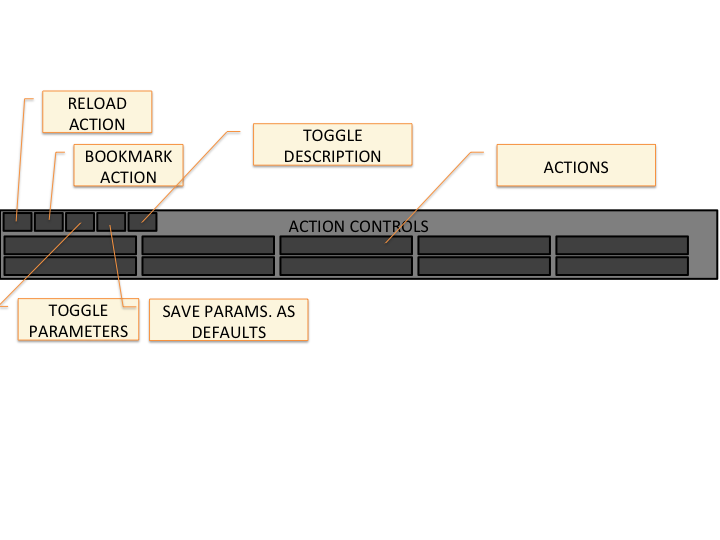 RELOAD
ACTION
BOOKMARK
ACTION
TOGGLE
DESCRIPTION
ACTIONS
ACTION CONTROLS
TOGGLE
PARAMETERS
SAVE PARAMS. AS
DEFAULTS